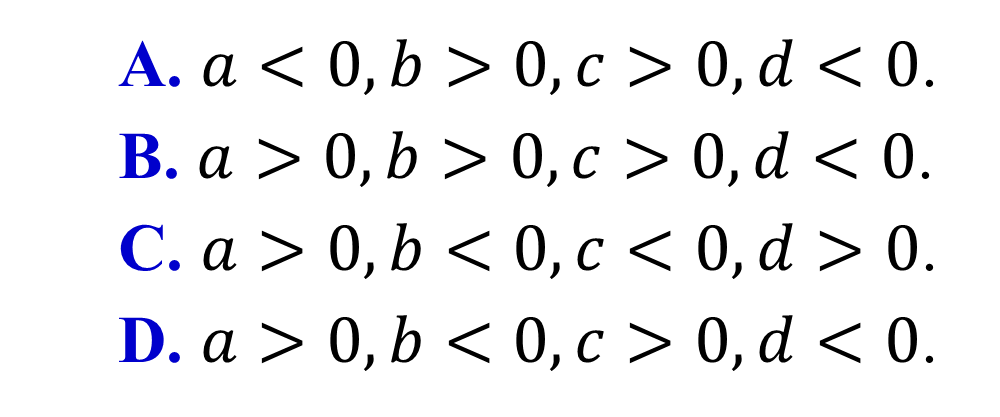 A. a < 0, b > 0, c > 0, d < 0.
B. a > 0, b > 0, c > 0, d < 0.
C. a > 0, b < 0, c < 0, d > 0.
D. a > 0, b < 0, c > 0, d < 0.